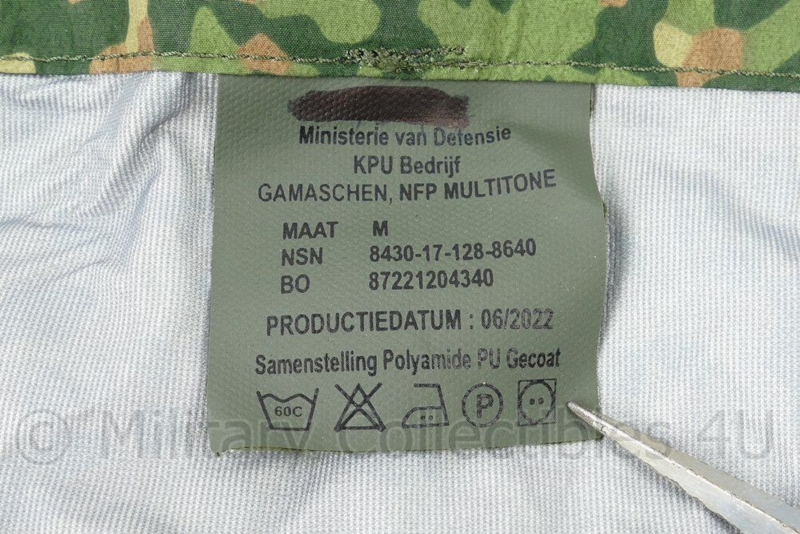 Ministerie van Defensie
KPU Bedrijf
GAMASCHEN, NFP MULTITONE
MAAT M
NSN 8430-17-128-8640
BO 87221204340
PRODUCTIEDATUM : 06/2022
Samenstelling Polyamide PU Gecoat
60C P
© Military Collectibles 4U